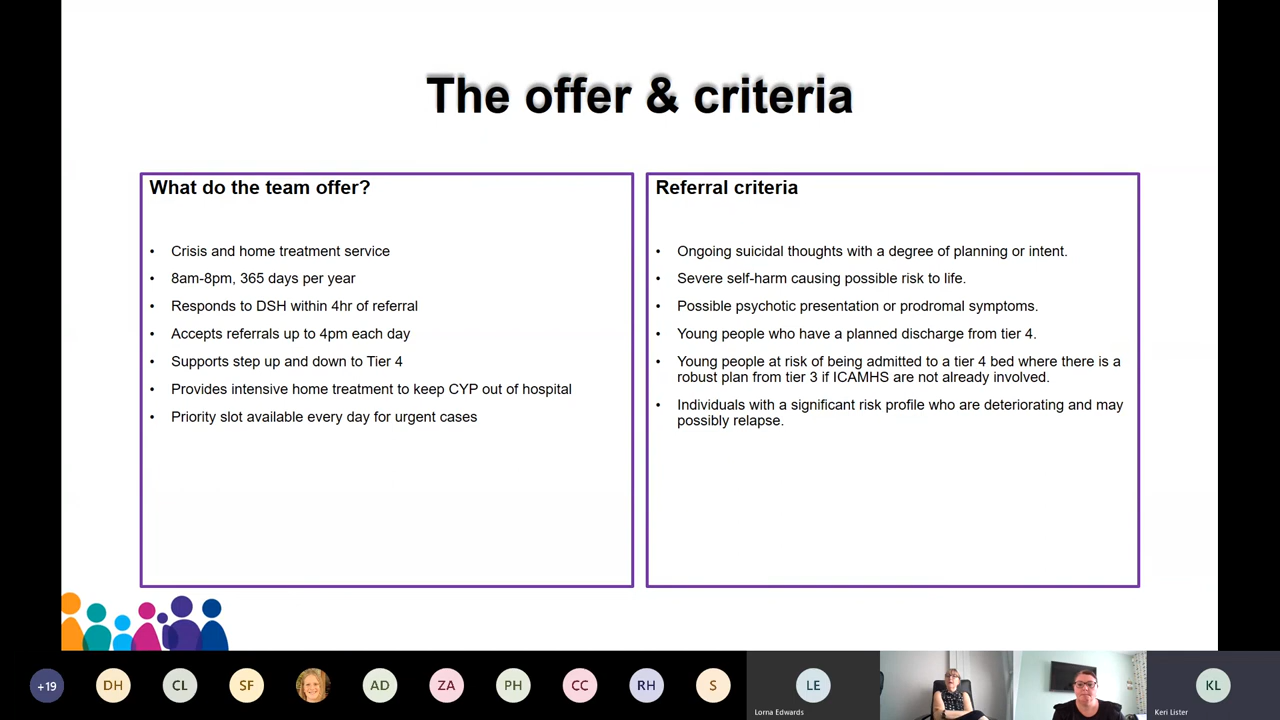 The offer & criteria
What do the team offer?
• Crisis and home treatment service
• 8am-8pm, 365 days per year
• Responds to DSH within 4hr of referral
• Accepts referrals up to 4pm each day
• Supports step up and down to Tier 4
• Provides intensive home treatment to keep CYP out of hospital
• Priority slot available every day for urgent cases
Referral criteria
• Ongoing suicidal thoughts with a degree of planning or intent.
• Severe self-harm causing possible risk to life.
• Possible psychotic presentation or prodromal symptoms.
• Young people who have a planned discharge from tier 4.
• Young people at risk of being admitted to a tier 4 bed where there is a
robust plan from tier 3 if ICAMHS are not already involved.
• Individuals with a significant risk profile who are deteriorating and may
possibly relapse.
+19
DH
CL
SF
AD
ZA
PH
CC
RH
S
LE
Lorna Edwards
KL
Keri Lister